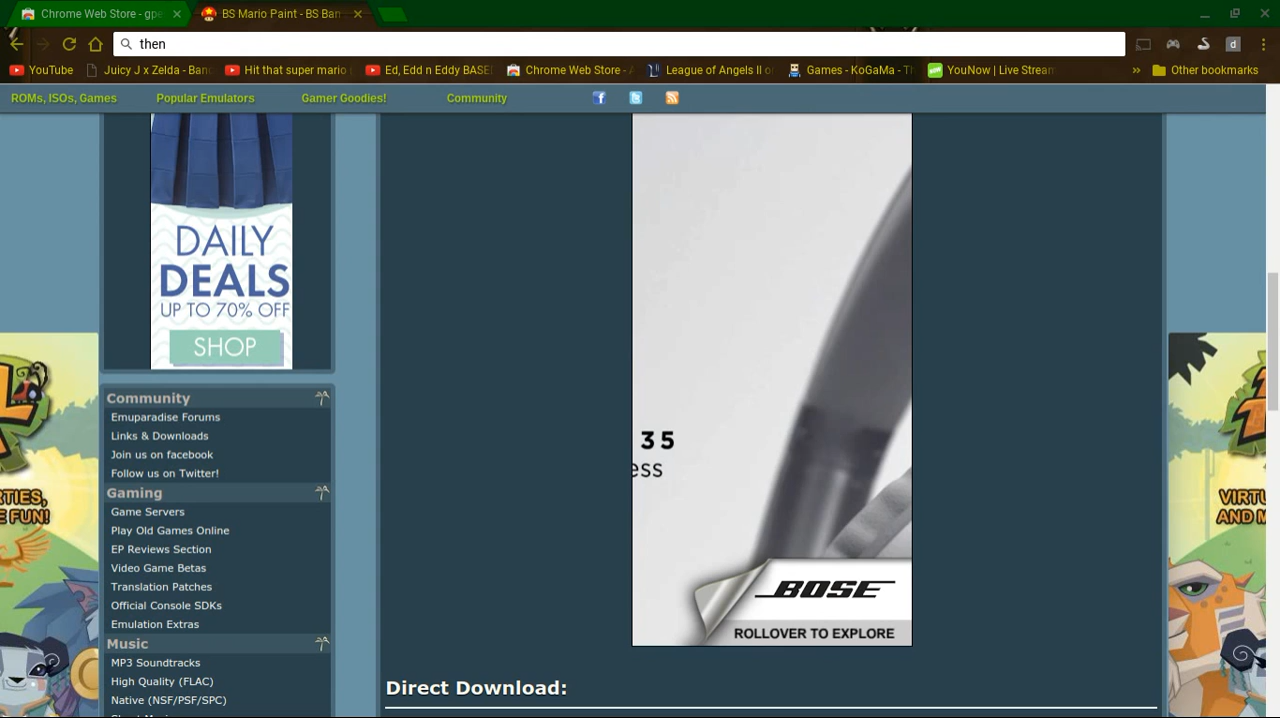 Chrome Web Store - gpe
BS Mario Paint - BS Ban
then
YouTube
Juicy J x Zelda - Ban
Hit that super mario
Ed, Edd n Eddy BASE
Chrome Web Store -
League of Angels II
Games - KoGaMa -
YouNow | Live Stream
» Other bookmarks
ROMs, ISOs, Games
Popular Emulators
Gamer Goodies!
Community
DAILY
DEALS
UP TO 70% OFF
SHOP
Community
Emuparadise Forums
Links & Downloads
Join us on facebook
Follow us on Twitter!
Gaming
Game Servers
Play Old Games Online
EP Reviews Section
Video Game Betas
Translation Patches
Official Console SDKs
Emulation Extras
Music
MP3 Soundtracks
High Quality (FLAC)
Native (NSF/PSF/SPC)
35
ess
BOSE
ROLLOVER TO EXPLORE
Direct Download:
RTIES,
E FUN!
VIRTU
AND M